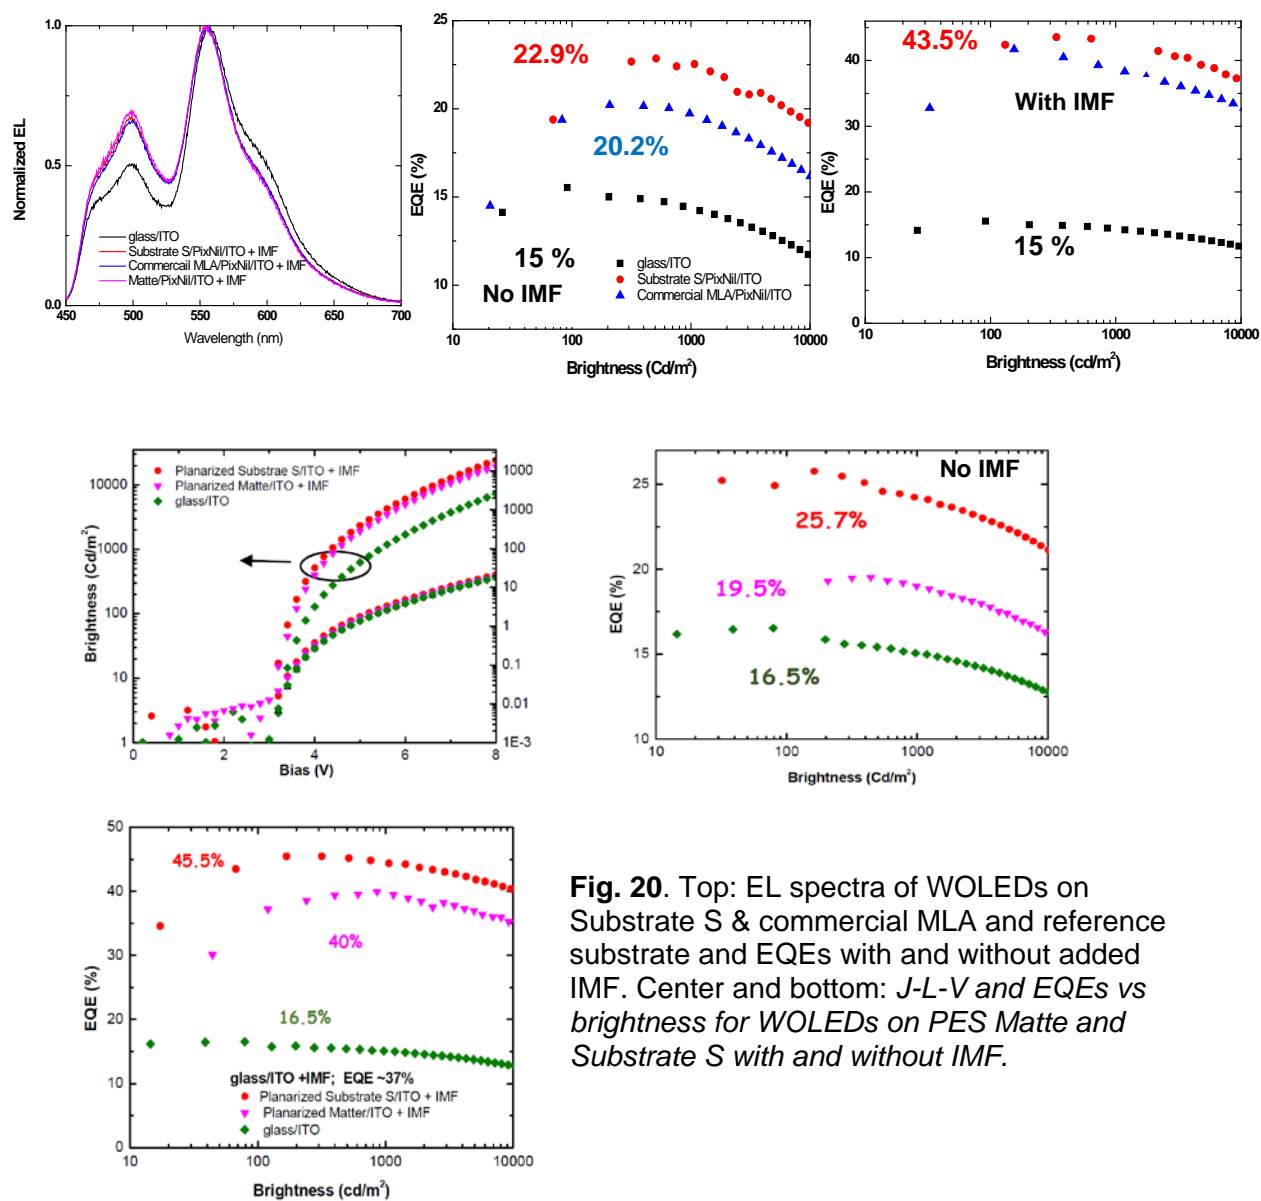 1.0
0.5
0.0
Normalized EL
glass/ITO
Substrate S/PixNil/ITO + IMF
Commercail MLA/PixNil/ITO + IMF
Matte/PixNil/ITO + IMF
450 500 550 600 650 700
Wavelength (nm)
25
20
15
10
EQE (%)
22.9%
20.2%
15 %
No IMF
glass/ITO
Substrate S/PixNil/ITO
Commercial MLA/PixNil/ITO
10 100 1000 10000
Brightness (Cd/m²)
40
30
20
10
0
EQE (%)
43.5%
With IMF
15 %
10 100 1000 10000
Brightness (cd/m²)
10000
1000
100
10
1
Brightness (Cd/m²)
Planarized Substrae S/ITO + IMF
Planarized Matte/ITO + IMF
glass/ITO
1000
1000
100
10
1
0.1
0.01
1E-3
0 2 4 6 8
Bias (V)
25
20
15
10
EQE (%)
No IMF
25.7%
19.5%
16.5%
10 100 1000 10000
Brightness (Cd/m²)
50
40
30
20
10
0
EQE (%)
45.5%
40%
16.5%
glass/ITO +IMF; EQE ~37%
Planarized Substrate S/ITO + IMF
Planarized Matter/ITO + IMF
glass/ITO
10 100 1000 10000
Brightness (cd/m²)
Fig. 20. Top: EL spectra of WOLEDs on
Substrate S & commercial MLA and reference
substrate and EQEs with and without added
IMF. Center and bottom: J-L-V and EQEs vs
brightness for WOLEDs on PES Matte and
Substrate S with and without IMF.